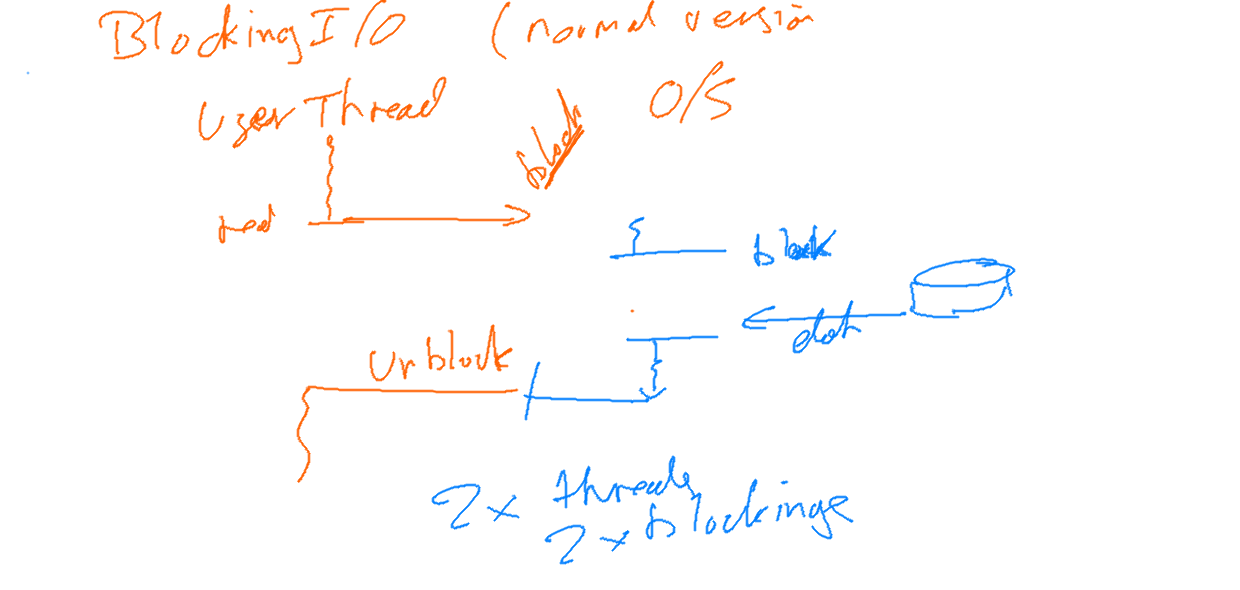 Blocking I/O (normal version
User Thread
O/S
block
read
block
data
Unblock
2x threads
2x blockings